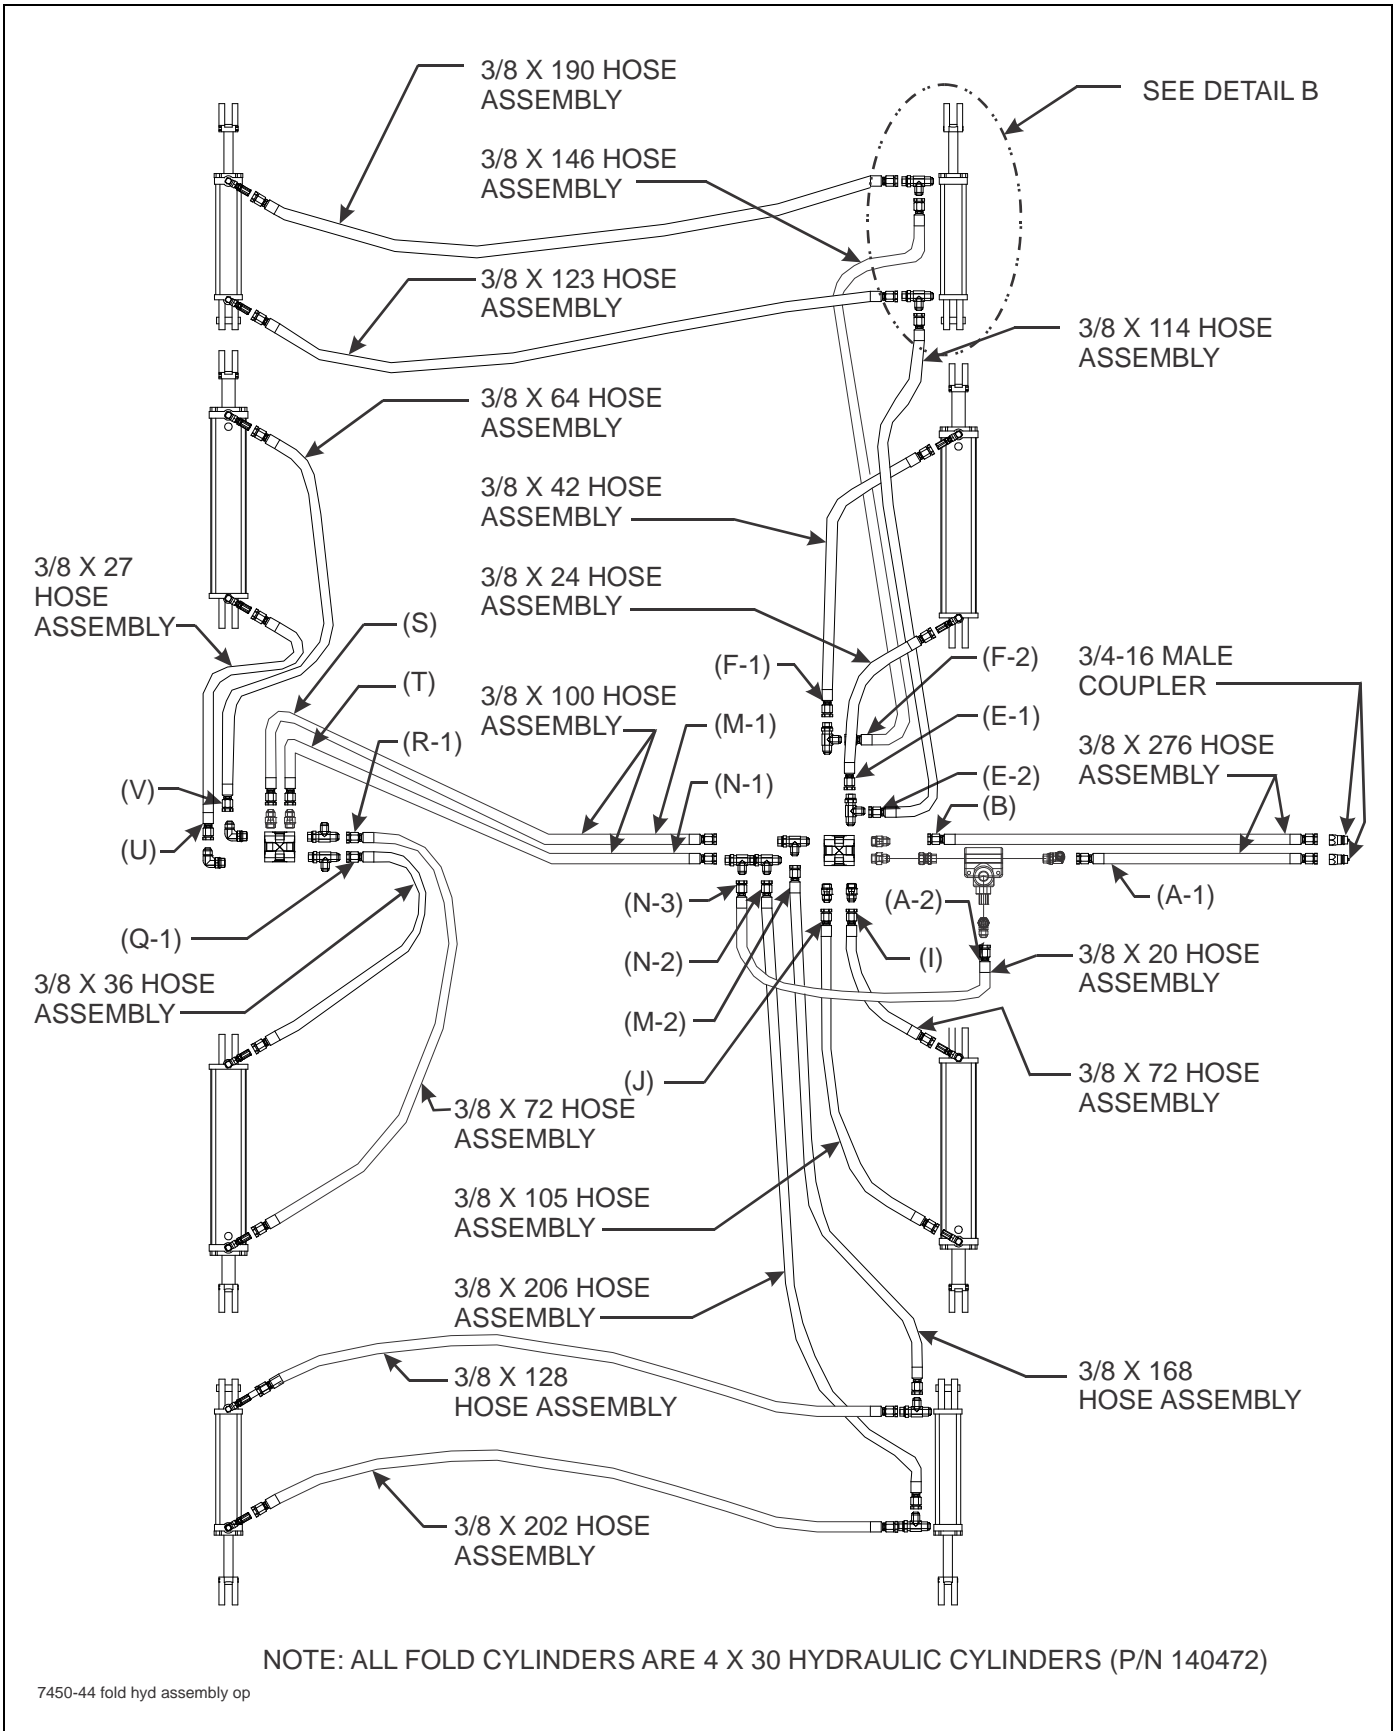 3/8 X 190 HOSE
ASSEMBLY
SEE DETAIL B
3/8 X 146 HOSE
ASSEMBLY
3/8 X 123 HOSE
ASSEMBLY
3/8 X 114 HOSE
ASSEMBLY
3/8 X 64 HOSE
ASSEMBLY
3/8 X 42 HOSE
ASSEMBLY
3/8 X 27
HOSE
ASSEMBLY
3/8 X 24 HOSE
ASSEMBLY
(S)
(F-1)
(F-2)
3/4-16 MALE
COUPLER
(T)
3/8 X 100 HOSE
ASSEMBLY
(E-1)
(M-1)
(R-1)
3/8 X 276 HOSE
ASSEMBLY
(N-1)
(E-2)
(V)
(B)
(U)
(N-3)
(A-2)
(A-1)
(Q-1)
(N-2)
(I)
3/8 X 20 HOSE
ASSEMBLY
3/8 X 36 HOSE
ASSEMBLY
(M-2)
(J)
3/8 X 72 HOSE
ASSEMBLY
3/8 X 72 HOSE
ASSEMBLY
3/8 X 105 HOSE
ASSEMBLY
3/8 X 206 HOSE
ASSEMBLY
3/8 X 128
HOSE ASSEMBLY
3/8 X 168
HOSE ASSEMBLY
3/8 X 202 HOSE
ASSEMBLY
NOTE: ALL FOLD CYLINDERS ARE 4 X 30 HYDRAULIC CYLINDERS (P/N 140472)
7450-44 fold hyd assembly op